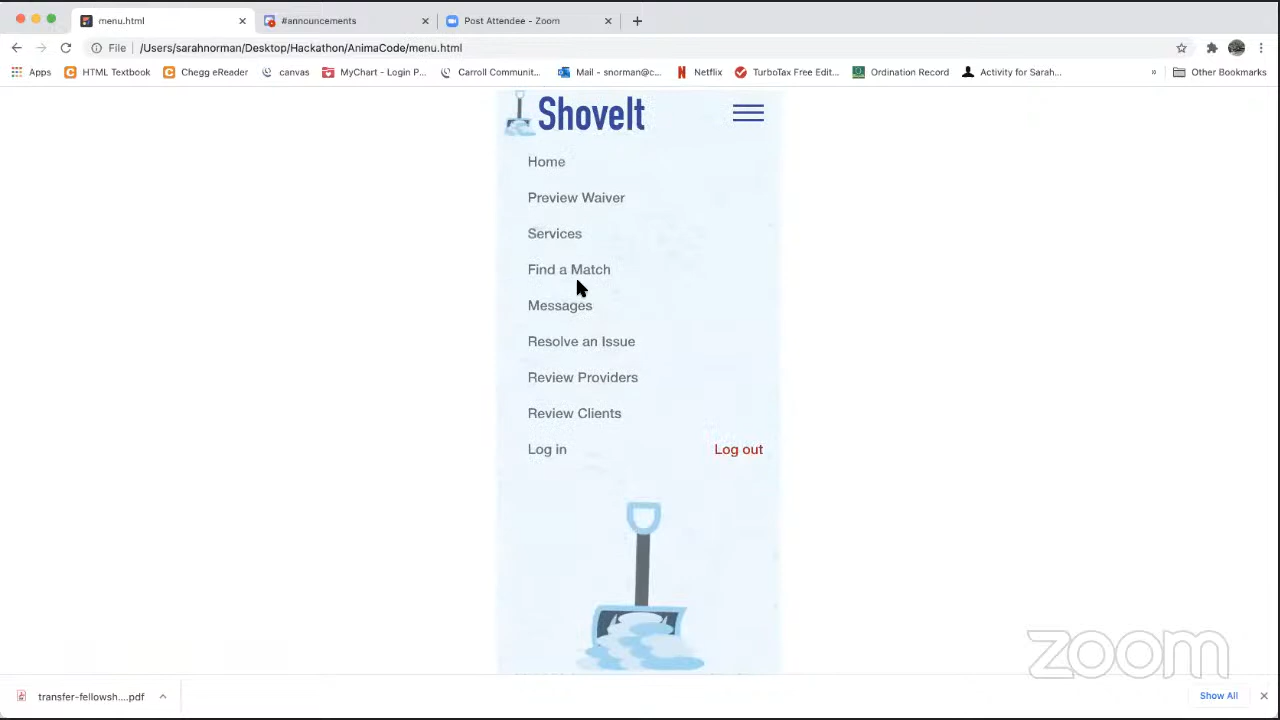 menu.html
#announcements
Post Attendee - Zoom
File
/Users/sarahnorman/Desktop/Hackathon/AnimaCode/menu.html
Apps
HTML Textbook
Chegg eReader
canvas
MyChart - Login P...
Carroll Communit...
Mail - snorman@c...
Netflix
TurboTax Free Edit...
Ordination Record
Activity for Sarah...
»
Other Bookmarks
ShoveIt
Home
Preview Waiver
Services
Find a Match
Messages
Resolve an Issue
Review Providers
Review Clients
Log in
Log out
zoom
transfer-fellowsh....pdf
Show All